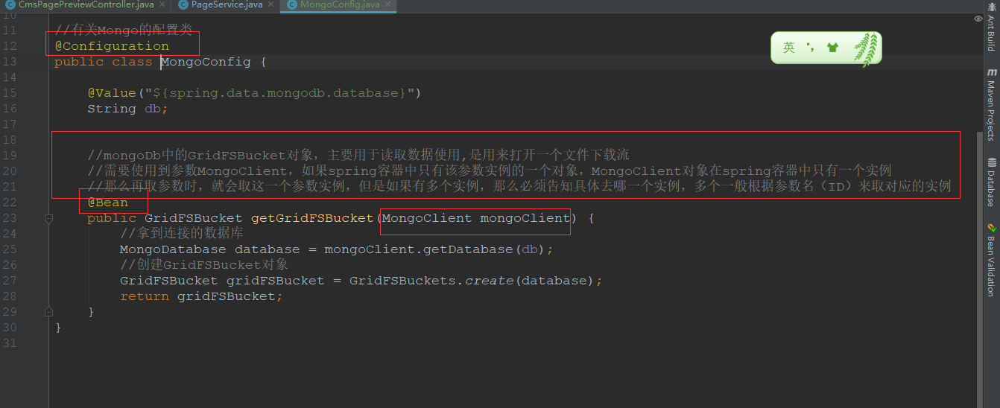 CmsPagePreviewController.java PageService.java MongoConfig.java
10
11 //有关Mongo的配置类
12 @Configuration
13 public class MongoConfig {
14
15 @Value("${spring.data.mongodb.database}")
16 String db;
17
18
19 //mongoDb中的GridFSBucket对象，主要用于读取数据使用,是用来打开一个文件下载流
20 //需要使用到参数MongoClient，如果spring容器中只有该参数实例的一个对象，MongoClient对象在spring容器中只有一个实例
21 //那么再取参数时，就会取这一个参数实例，但是如果有多个实例，那么必须告知具体去哪一个实例，多个一般根据参数名（ID）来取对应的实例
22 @Bean
23 public GridFSBucket getGridFSBucket(MongoClient mongoClient) {
24 //拿到连接的数据库
25 MongoDatabase database = mongoClient.getDatabase(db);
26 //创建GridFSBucket对象
27 GridFSBucket gridFSBucket = GridFSBuckets.create(database);
28 return gridFSBucket;
29 }
30 }
31
英
Ant Build
Maven Projects
Database
Bean Validation